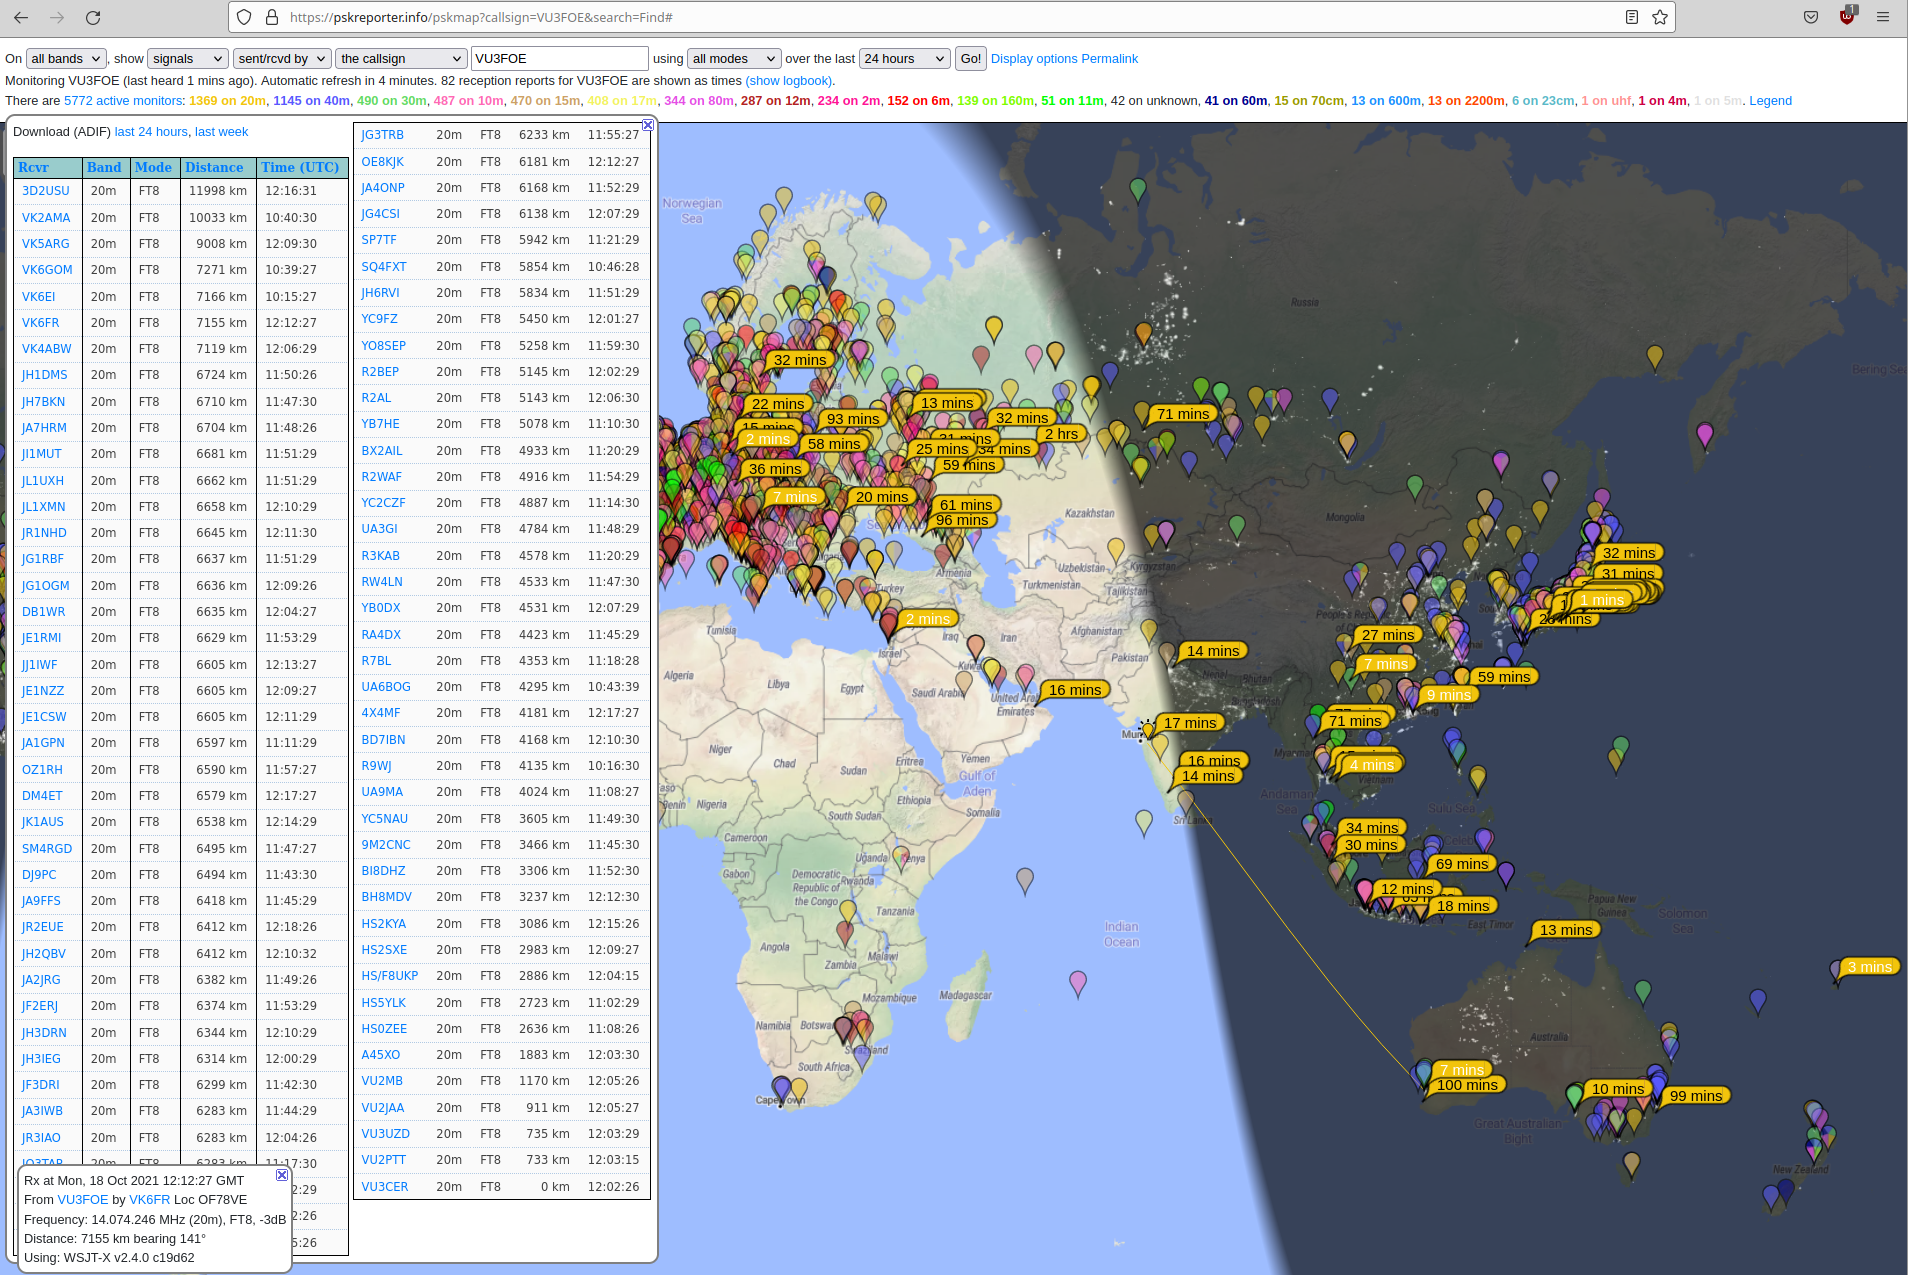 https://pskreporter.info/pskmap?callsign=VU3FOE&search=Find#
1
On all bands , show signals sent/rcvd by the callsign VU3FOE using all modes over the last 24 hours Go! Display options Permalink
Monitoring VU3FOE (last heard 1 mins ago). Automatic refresh in 4 minutes. 82 reception reports for VU3FOE are shown as times (show logbook).
There are 5772 active monitors: 1369 on 20m, 1145 on 40m, 490 on 30m, 487 on 10m, 470 on 15m, 408 on 17m, 344 on 80m, 287 on 12m, 234 on 2m, 152 on 6m, 139 on 160m, 51 on 11m, 42 on unknown, 41 on 60m, 15 on 70cm, 13 on 600m, 13 on 2200m, 6 on 23cm, 1 on uhf, 1 on 4m, 1 on 5m. Legend
Download (ADIF) last 24 hours, last week
Rcvr Band Mode Distance Time (UTC)
3D2USU 20m FT8 11998 km 12:16:31
VK2AMA 20m FT8 10033 km 10:40:30
VK5ARG 20m FT8 9008 km 12:09:30
VK6GOM 20m FT8 7271 km 10:39:27
VK6EI 20m FT8 7166 km 10:15:27
VK6FR 20m FT8 7155 km 12:12:27
VK4ABW 20m FT8 7119 km 12:06:29
JH1DMS 20m FT8 6724 km 11:50:26
JH7BKN 20m FT8 6710 km 11:47:30
JA7HRM 20m FT8 6704 km 11:48:26
JI1MUT 20m FT8 6681 km 11:51:29
JL1UXH 20m FT8 6662 km 11:51:29
JL1XMN 20m FT8 6658 km 12:10:29
JR1NHD 20m FT8 6645 km 12:11:30
JG1RBF 20m FT8 6637 km 11:51:29
JG1OGM 20m FT8 6636 km 12:09:26
DB1WR 20m FT8 6635 km 12:04:27
JE1RMI 20m FT8 6629 km 11:53:29
JJ1IWF 20m FT8 6605 km 12:13:27
JE1NZZ 20m FT8 6605 km 12:09:27
JE1CSW 20m FT8 6605 km 12:11:29
JA1GPN 20m FT8 6597 km 11:11:29
OZ1RH 20m FT8 6590 km 11:57:27
DM4ET 20m FT8 6579 km 12:17:27
JK1AUS 20m FT8 6538 km 12:14:29
SM4RGD 20m FT8 6495 km 11:47:27
DJ9PC 20m FT8 6494 km 11:43:30
JA9FFS 20m FT8 6418 km 11:45:29
JR2EUE 20m FT8 6412 km 12:18:26
JH2QBV 20m FT8 6412 km 12:10:32
JA2JRG 20m FT8 6382 km 11:49:26
JF2ERJ 20m FT8 6374 km 11:53:29
JH3DRN 20m FT8 6344 km 12:10:29
JH3IEG 20m FT8 6314 km 12:00:29
JF3DRI 20m FT8 6299 km 11:42:30
JA3IWB 20m FT8 6283 km 11:44:29
JR3IAO 20m FT8 6283 km 12:04:26
JO3TAP 20m FT8 6283 km 11:17:30
2:29
2:26
5:26
JG3TRB 20m FT8 6233 km 11:55:27
OE8KJK 20m FT8 6181 km 12:12:27
JA4ONP 20m FT8 6168 km 11:52:29
JG4CSI 20m FT8 6138 km 12:07:29
SP7TF 20m FT8 5942 km 11:21:29
SQ4FXT 20m FT8 5854 km 10:46:28
JH6RVI 20m FT8 5834 km 11:51:29
YC9FZ 20m FT8 5450 km 12:01:27
YO8SEP 20m FT8 5258 km 11:59:30
R2BEP 20m FT8 5145 km 12:02:29
R2AL 20m FT8 5143 km 12:06:30
YB7HE 20m FT8 5078 km 11:10:30
BX2AIL 20m FT8 4933 km 11:20:29
R2WAF 20m FT8 4916 km 11:54:29
YC2CZF 20m FT8 4887 km 11:14:30
UA3GI 20m FT8 4784 km 11:48:29
R3KAB 20m FT8 4578 km 11:20:29
RW4LN 20m FT8 4533 km 11:47:30
YB0DX 20m FT8 4531 km 12:07:29
RA4DX 20m FT8 4423 km 11:45:29
R7BL 20m FT8 4353 km 11:18:28
UA6BOG 20m FT8 4295 km 10:43:39
4X4MF 20m FT8 4181 km 12:17:27
BD7IBN 20m FT8 4168 km 12:10:30
R9WJ 20m FT8 4135 km 10:16:30
UA9MA 20m FT8 4024 km 11:08:27
YC5NAU 20m FT8 3605 km 11:49:30
9M2CNC 20m FT8 3466 km 11:45:30
BI8DHZ 20m FT8 3306 km 11:52:30
BH8MDV 20m FT8 3237 km 12:12:30
HS2KYA 20m FT8 3086 km 12:15:26
HS2SXE 20m FT8 2983 km 12:09:27
HS/F8UKP 20m FT8 2886 km 12:04:15
HS5YLK 20m FT8 2723 km 11:02:29
HS0ZEE 20m FT8 2636 km 11:08:26
A45XO 20m FT8 1883 km 12:03:30
VU2MB 20m FT8 1170 km 12:05:26
VU2JAA 20m FT8 911 km 12:05:27
VU3UZD 20m FT8 735 km 12:03:29
VU2PTT 20m FT8 733 km 12:03:15
VU3CER 20m FT8 0 km 12:02:26
Rx at Mon, 18 Oct 2021 12:12:27 GMT
From VU3FOE by VK6FR Loc OF78VE
Frequency: 14.074.246 MHz (20m), FT8, -3dB
Distance: 7155 km bearing 141°
Using: WSJT-X v2.4.0 c19d62
Norwegian
Sea
Russia
Bering Sea
32 mins
22 mins
13 mins
93 mins
32 mins
71 mins
15 mins
2 mins
58 mins
31 mins
2 hrs
25 mins
34 mins
36 mins
59 mins
7 mins
20 mins
61 mins
96 mins
Kazakhstan
Mongolia
Uzbekistan
Kyrgyzstan
Turkmenistan
Tajikistan
Armenia
Turkey
32 mins
31 mins
1 mins
2 mins
Tunisia
Iraq
Iran
Afghanistan
Israel
27 mins
Pakistan
14 mins
7 mins
Algeria
Libya
Egypt
Saudi Arabia
Nepal
Bhutan
59 mins
16 mins
United Arab
Emirates
9 mins
17 mins
71 mins
Niger
Chad
Sudan
Eritrea
Yemen
Gulf of
Aden
16 mins
14 mins
4 mins
Vietnam
Andaman
Sea
Nigeria
Ethiopia
South Sudan
Somalia
Sri Lanka
Sulu Sea
Cameroon
34 mins
30 mins
Uganda
Kenya
69 mins
Gabon
Democratic
Republic of
the Congo
Rwanda
12 mins
18 mins
Tanzania
Papua New
Guinea
Solomon
Sea
East Timor
Indian
Ocean
13 mins
Angola
Malawi
Zambia
3 mins
Mozambique
Madagascar
Namibia
Botswana
Swaziland
South Africa
Australia
7 mins
100 mins
10 mins
99 mins
Cape Town
Great Australian
Bight
New Zealand